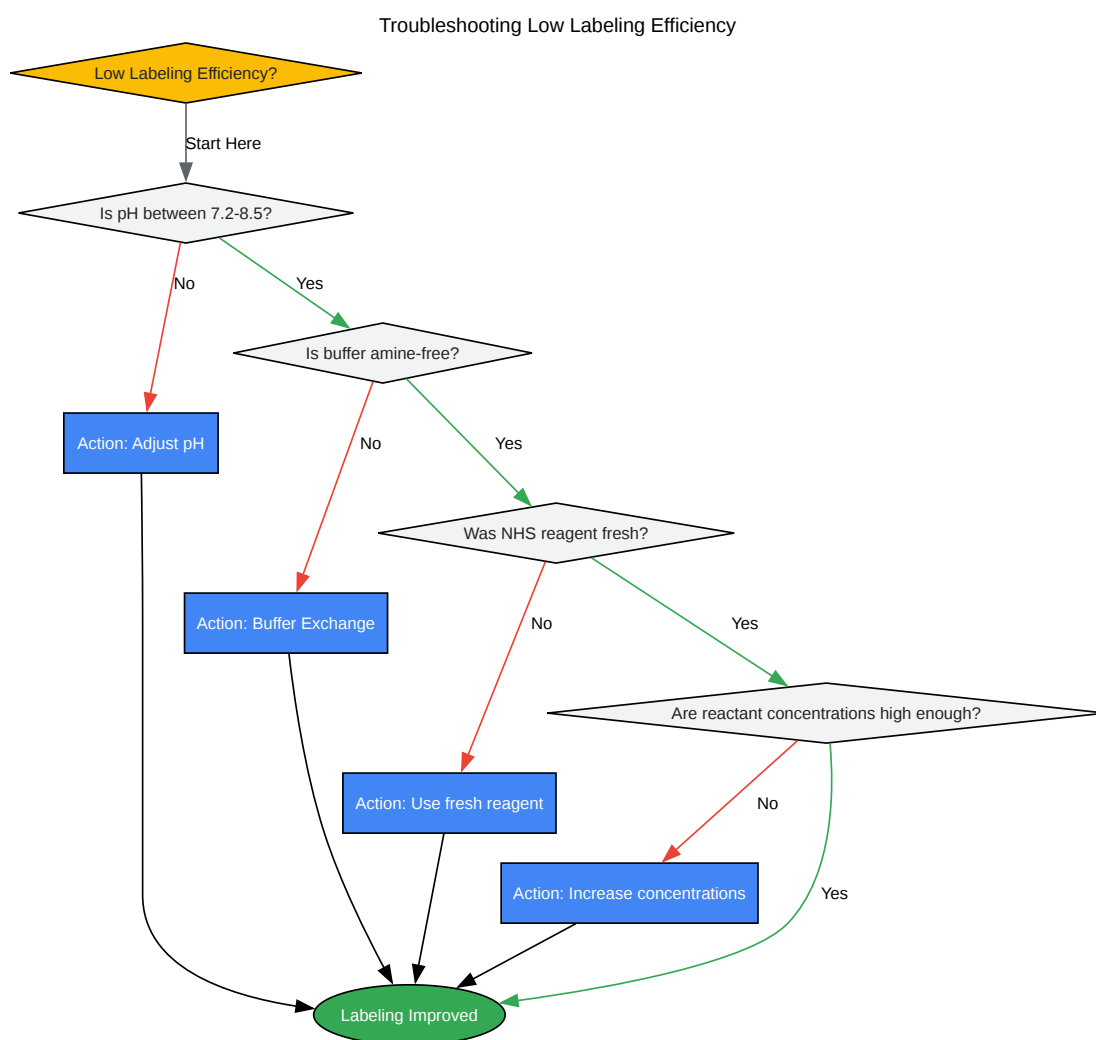 Troubleshooting Low Labeling Efficiency
Low Labeling Efficiency?
Start Here
Is pH between 7.2-8.5?
No
Yes
Is buffer amine-free?
Action: Adjust pH
No
Yes
Was NHS reagent fresh?
Action: Buffer Exchange
No
Yes
Are reactant concentrations high enough?
Action: Use fresh reagent
No
Action: Increase concentrations
Yes
Labeling Improved